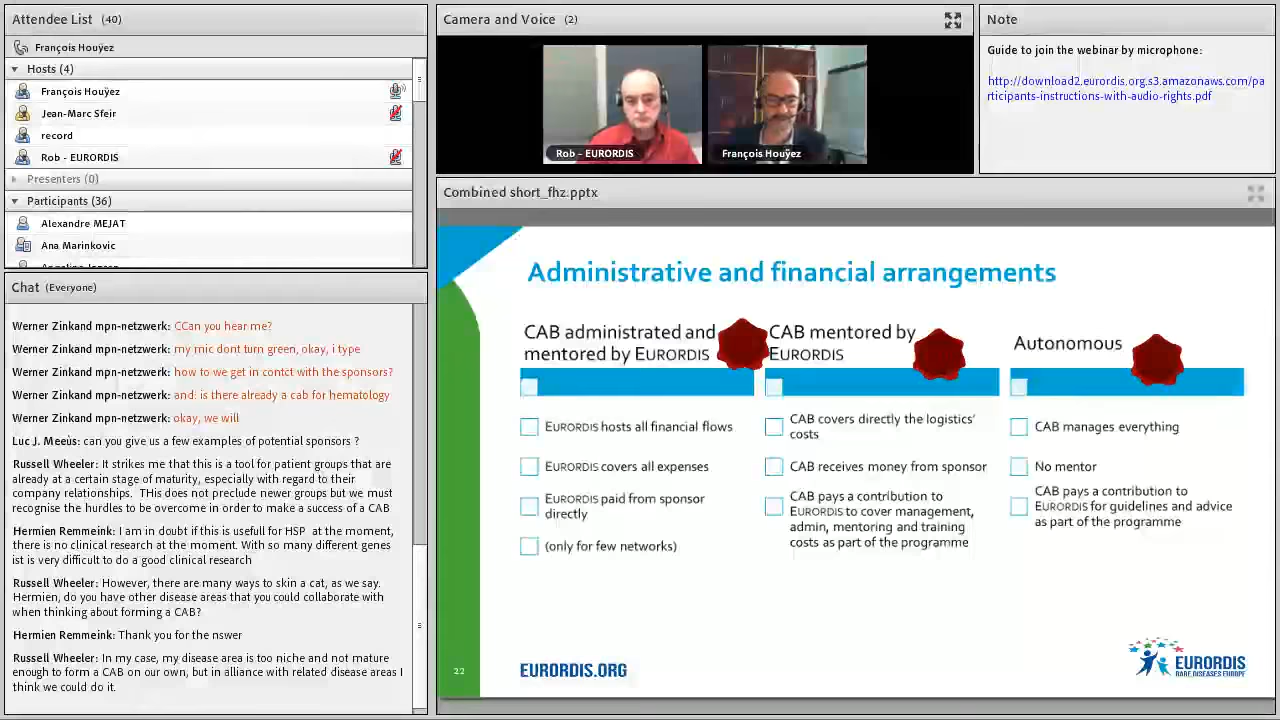 Attendee List (40)
François Houÿez
Hosts (4)
François Houÿez
Jean-Marc Sfeir
record
Rob - EURORDIS
Presenters (0)
Participants (36)
Alexandre MEJAT
Ana Marinkovic
Chat (Everyone)
Werner Zinkand mpn-netzwerk: CCan you hear me?
Werner Zinkand mpn-netzwerk: my mic dont turn green, okay, i type
Werner Zinkand mpn-netzwerk: how to we get in contct with the sponsors?
Werner Zinkand mpn-netzwerk: and: is there already a cab for hematology
Werner Zinkand mpn-netzwerk: okay, we will
Luc J. Meeùs: can you give us a few examples of potential sponsors ?
Russell Wheeler: It strikes me that this is a tool for patient groups that are
already at a certain stage of maturity, especially with regard to their
company relationships. This does not preclude newer groups but we must
recognise the hurdles to be overcome in order to make a success of a CAB
Hermien Remmeink: I am in doubt if this is usefull for HSP at the moment,
there is no clinical research at the moment. With so many different genes
ist is very difficult to do a good clinical research
Russell Wheeler: However, there are many ways to skin a cat, as we say.
Hermien, do you have other disease areas that you could collaborate with
when thinking about forming a CAB?
Hermien Remmeink: Thank you for the nswer
Russell Wheeler: In my case, my disease area is too niche and not mature
enough to form a CAB on our own, but in alliance with related disease areas I
think we could do it.
Camera and Voice (2)
Rob - EURORDIS
François Houÿez
Note
Guide to join the webinar by microphone:
http://download2.eurordis.org.s3.amazonaws.com/pa
rticipants-instructions-with-audio-rights.pdf
Combined short_fhz.pptx
Administrative and financial arrangements
CAB administrated and
mentored by EURORDIS
EURORDIS hosts all financial flows
EURORDIS covers all expenses
EURORDIS paid from sponsor
directly
(only for few networks)
CAB mentored by
EURORDIS
CAB covers directly the logistics'
costs
CAB receives money from sponsor
CAB pays a contribution to
EURORDIS to cover management,
admin, mentoring and training
costs as part of the programme
Autonomous
CAB manages everything
No mentor
CAB pays a contribution to
EURORDIS for guidelines and advice
as part of the programme
22
EURORDIS.ORG
EURORDIS
RARE DISEASES EUROPE